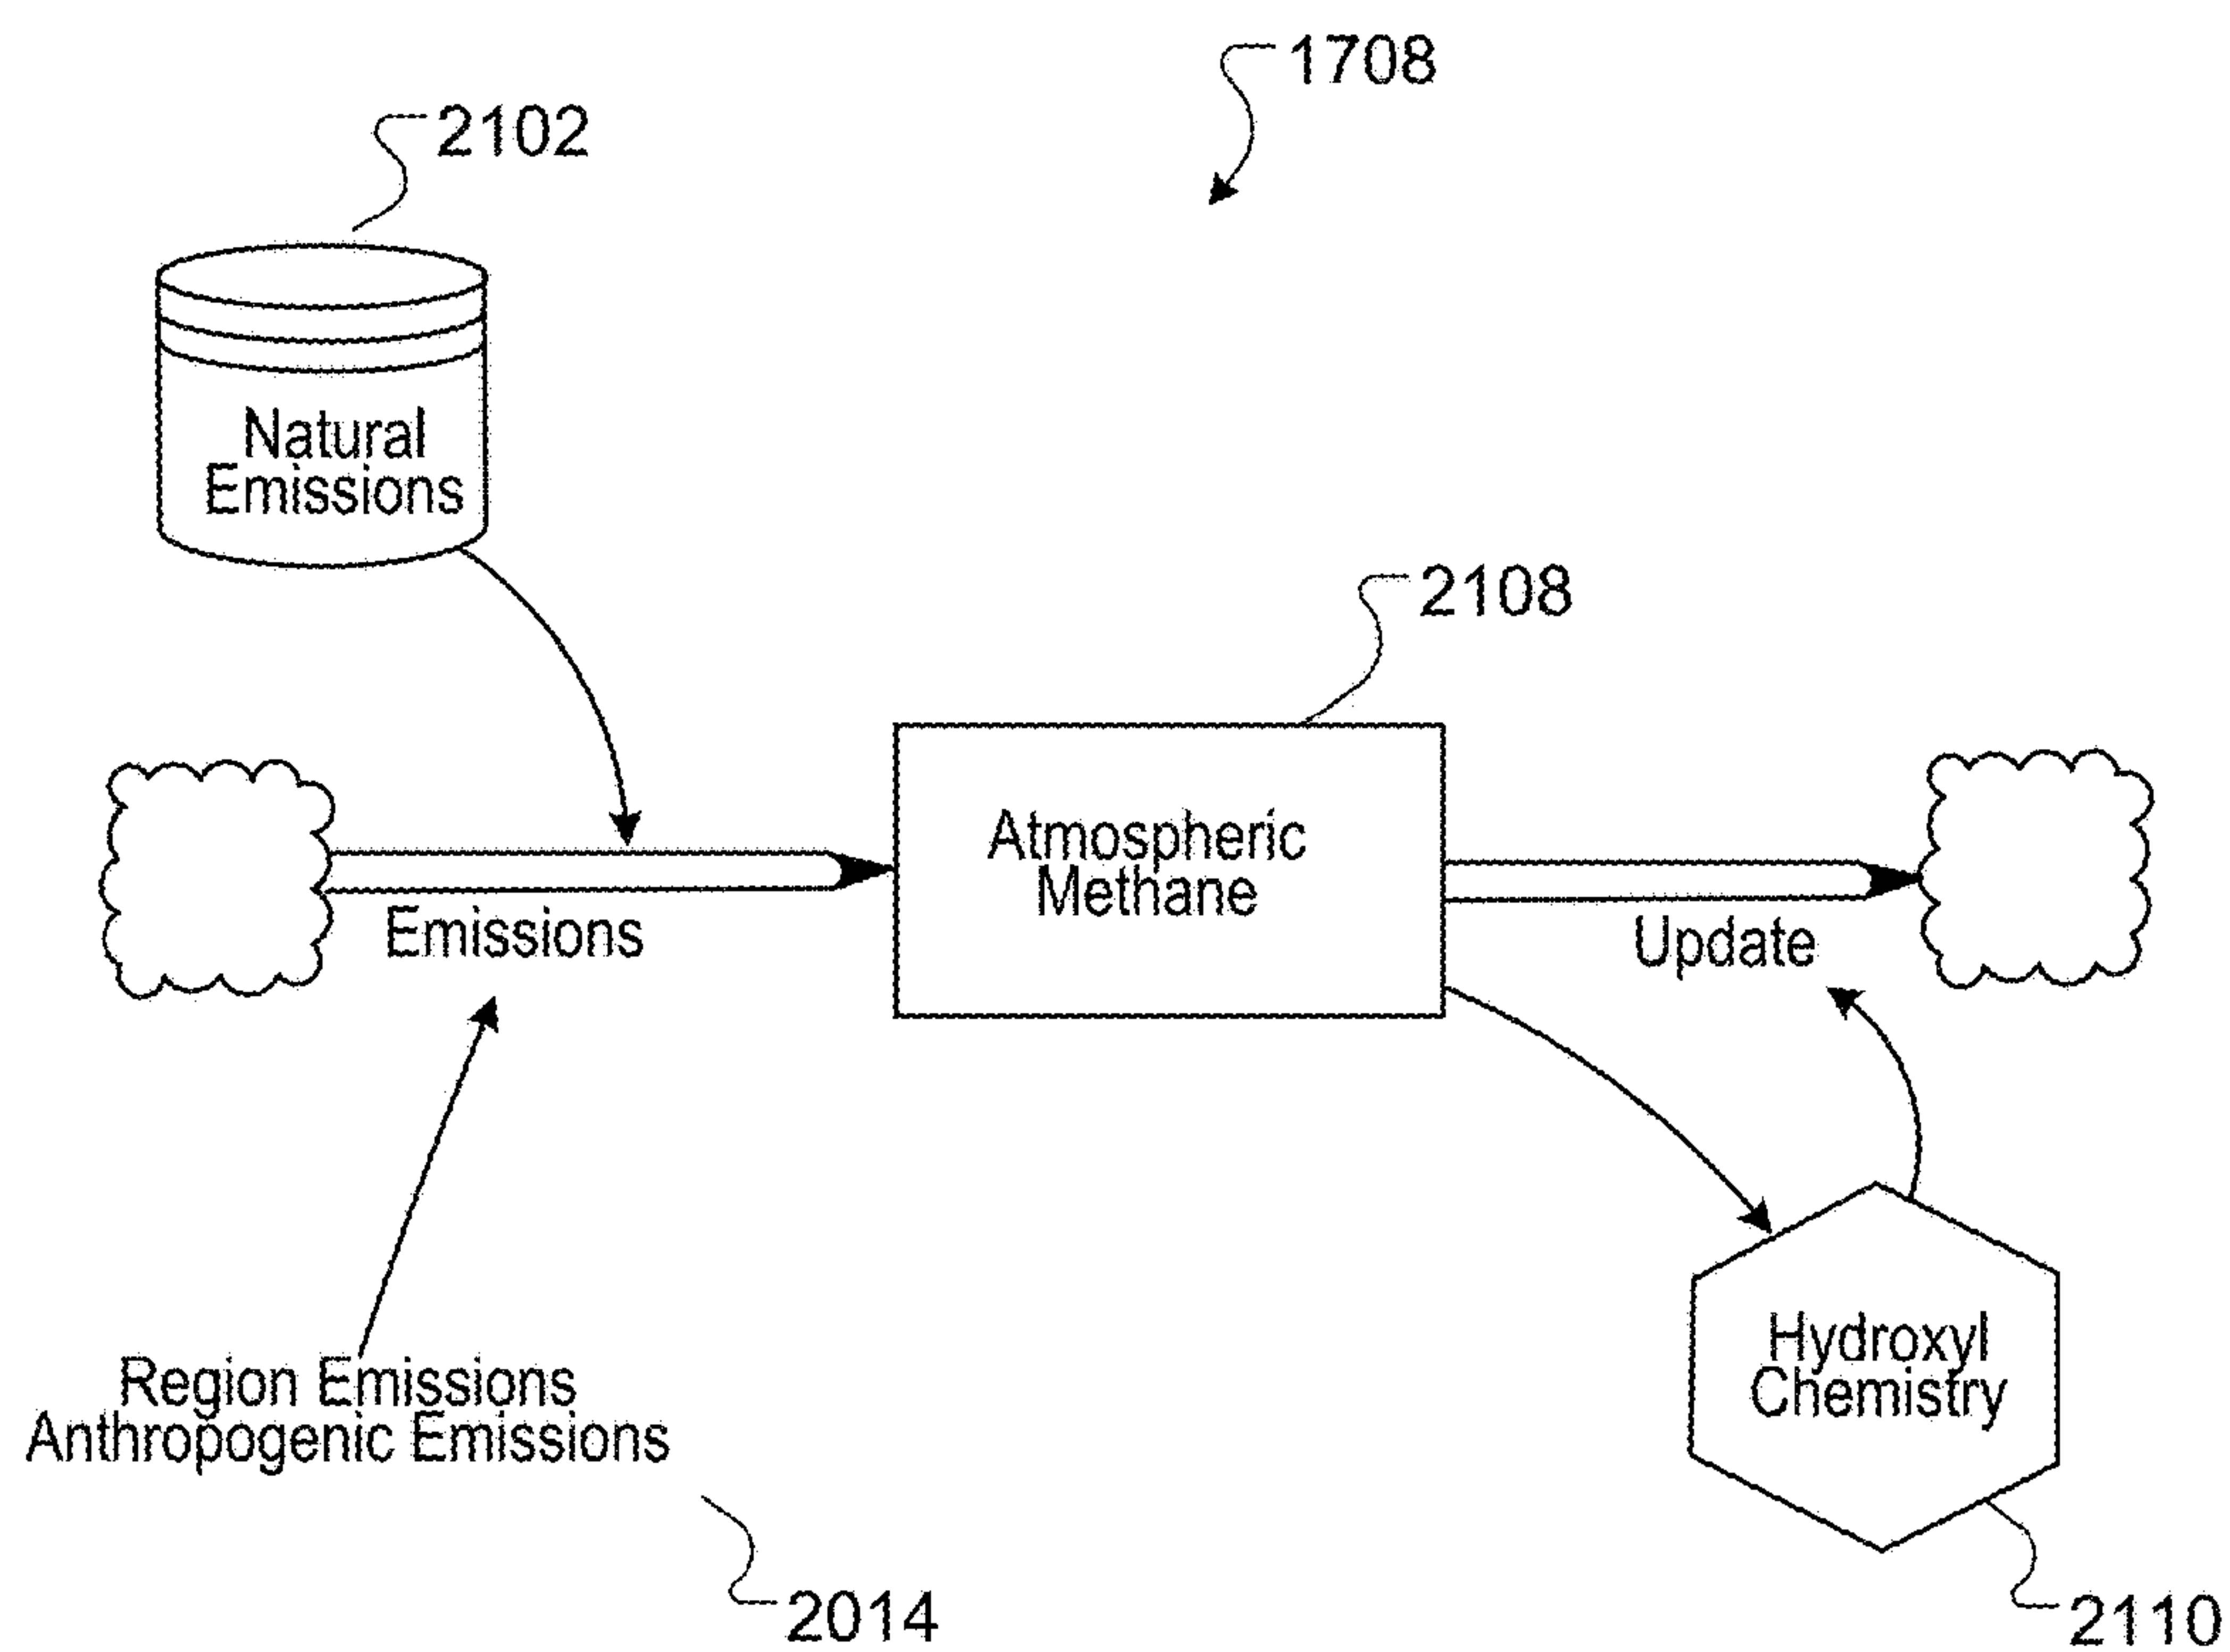 1708
2102
Natural
Emissions
2108
Atmospheric
Methane
Emissions
Update
Region Emissions
Anthropogenic Emissions
Hydroxyl
Chemistry
2014
2110